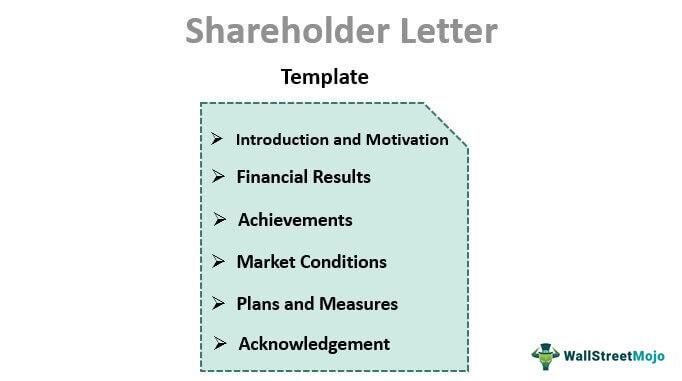 Shareholder Letter
Template
Introduction and Motivation
Financial Results
Achievements
Market Conditions
Plans and Measures
Acknowledgement
WallStreetMojo